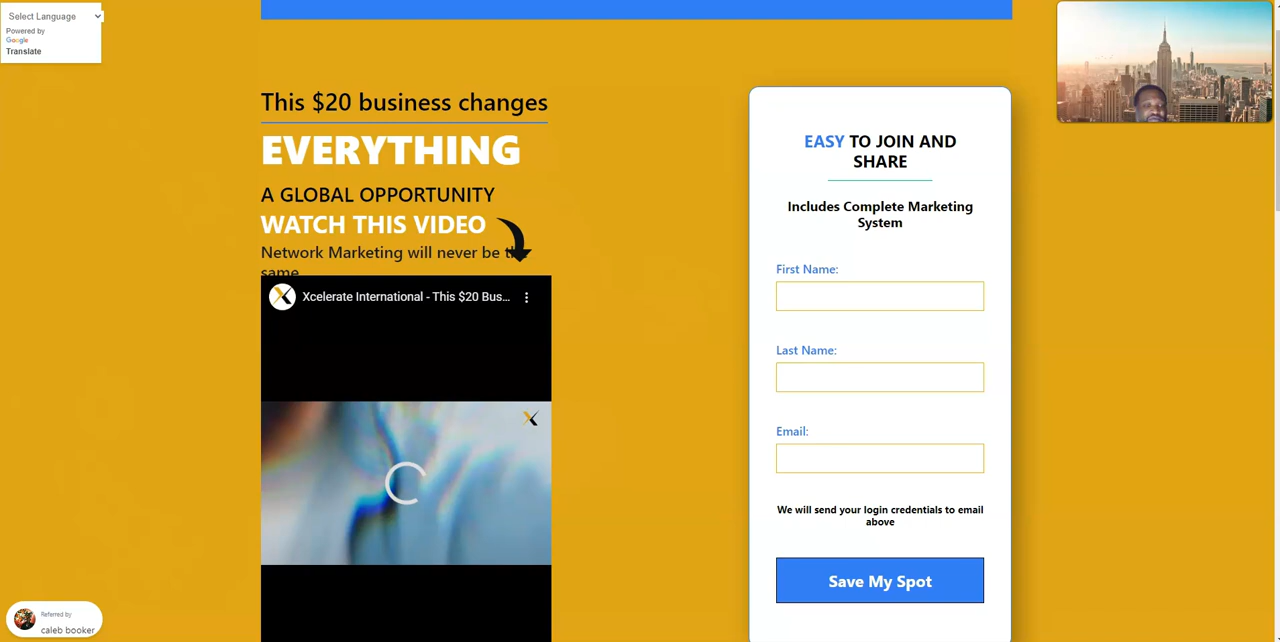 Select Language
Powered by
Google
Translate
This $20 business changes
EVERYTHING
A GLOBAL OPPORTUNITY
WATCH THIS VIDEO
Network Marketing will never be the
same
Xcelerate International - This $20 Bus...
X
EASY TO JOIN AND
SHARE
Includes Complete Marketing
System
First Name:
Last Name:
Email:
We will send your login credentials to email
above
Save My Spot
Referred by
caleb booker